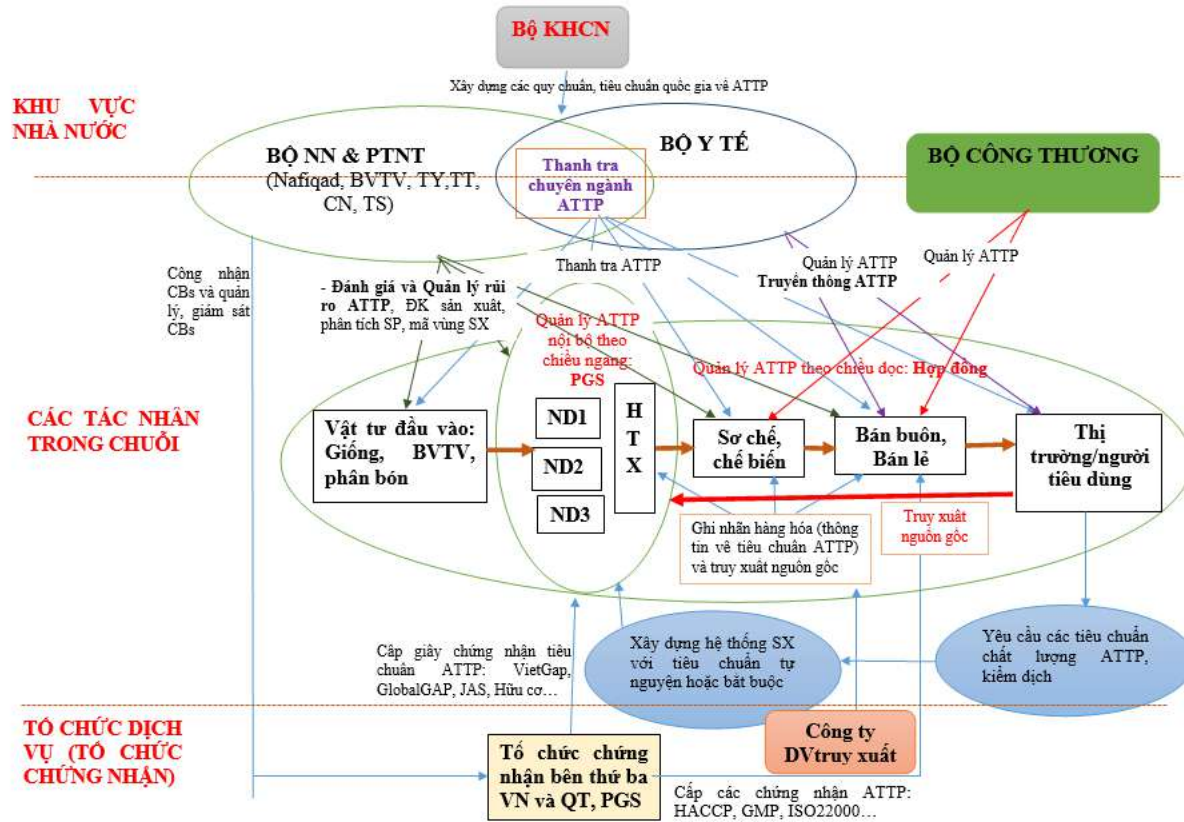 Bộ KHCN
Xây dựng các quy chuẩn, tiêu chuẩn quốc gia về ATTP
KHU VỰC
NHÀ NƯỚC
BỘ NN & PTNT
(Nafiqad, BVTV, TY,TT,
CN, TS)
Thanh tra
chuyên ngành
ATTP
BỘ Y TẾ
BỘ CÔNG THƯƠNG
Công nhận
CBs và quản
lý, giám sát
CBs
- Đánh giá và Quản lý rủi
ro ATTP, ĐK sản xuất,
phân tích SP, mã vùng SX
Thanh tra ATTP
Quản lý ATTP
Truyền thông ATTP
Quản lý ATTP
Quản lý ATTP
nội bộ theo
chiều ngang:
PGS
Quản lý ATTP theo chiều dọc: Hợp đồng
CÁC TÁC NHÂN
TRONG CHUỖI
Vật tư đầu vào:
Giống, BVTV,
phân bón
ND1
ND2
ND3
H
T
X
Sơ chế,
chế biến
Bán buôn,
Bán lẻ
Thị
trường/người
tiêu dùng
Ghi nhãn hàng hóa (thông
tin về tiêu chuẩn ATTP)
và truy xuất nguồn gốc
Truy xuất
nguồn gốc
Cấp giấy chứng nhận tiêu
chuẩn ATTP: VietGap,
GlobalGAP, JAS, Hữu cơ…
Xây dựng hệ thống SX
với tiêu chuẩn tự
nguyện hoặc bắt buộc
Yêu cầu các tiêu chuẩn
chất lượng ATTP,
kiểm dịch
TỔ CHỨC DỊCH
VỤ (TỔ CHỨC
CHỨNG NHẬN)
Tổ chức chứng
nhận bên thứ ba
VN và QT, PGS
Công ty
DVtruy xuất
Cấp các chứng nhận ATTP:
HACCP, GMP, ISO22000…